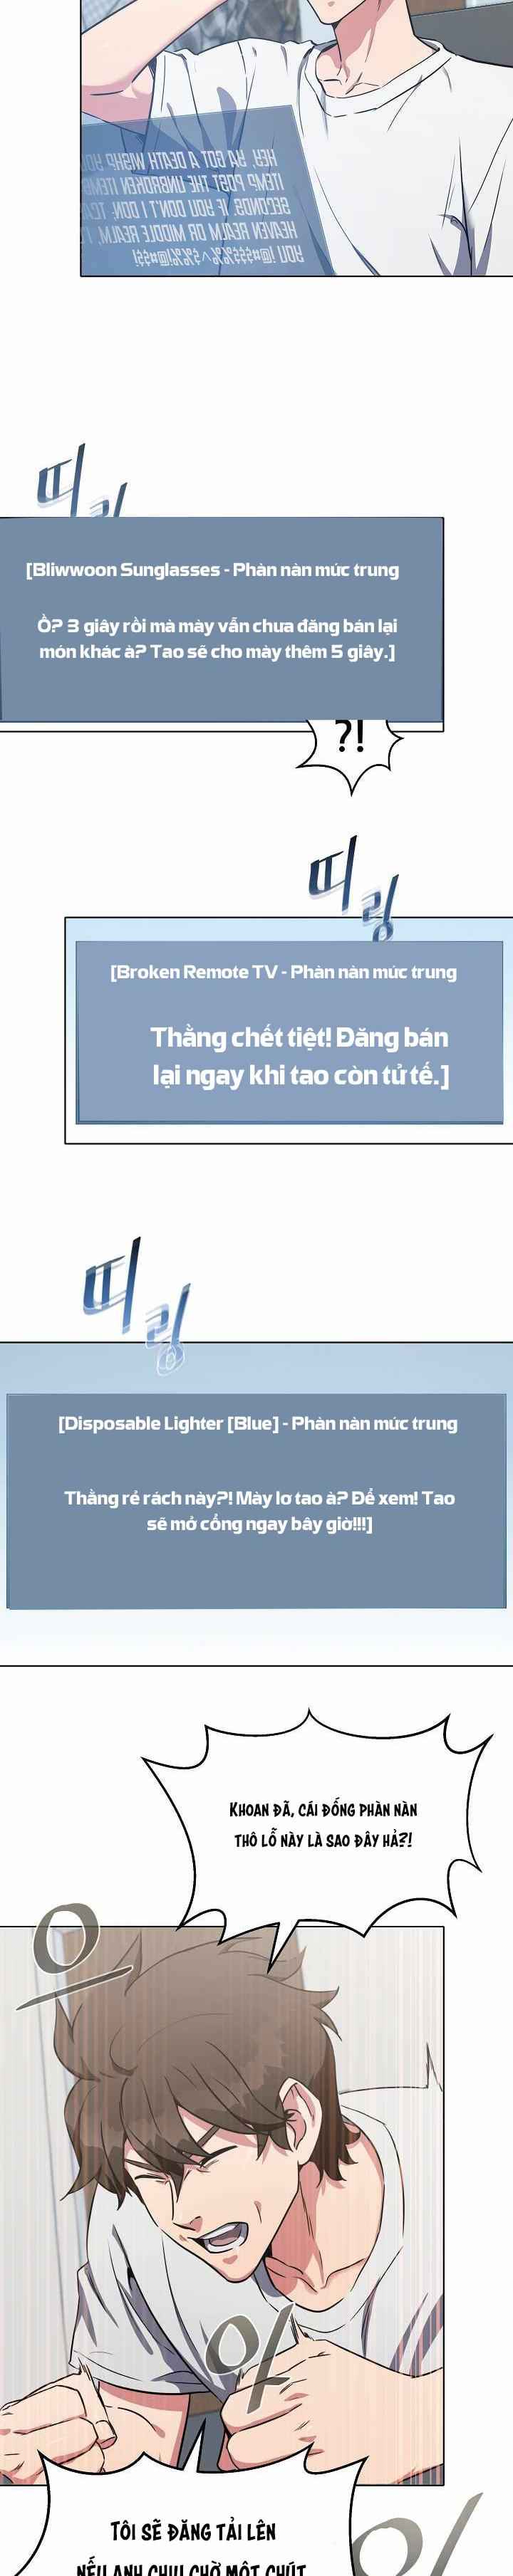 HEY, YA GOT A DEATH WISH? YOU
ITEM? POST THE UNBROKEN ITEM
SECONDS. IF YOU DON'T I DON,
HEAVEN REALM OR MIDDLE REALM, I'
YOU
띠링
[Bliwwoon Sunglasses - Phàn nàn mức trung
Ồ? 3 giây rồi mà mày vẫn chưa đăng bán lại
món khác à? Tao sẽ cho mày thêm 5 giây.]
?!
띠링
[Broken Remote TV - Phàn nàn mức trung
Thằng chết tiệt! Đăng bán
lại ngay khi tao còn tử tế.]
띠링
[Disposable Lighter [Blue] - Phàn nàn mức trung
Thằng rẻ rách này?! Mày lơ tao à? Để xem! Tao
sẽ mở cổng ngay bây giờ!!!]
KHOAN ĐÃ, CÁI ĐỐNG PHÀN NÀN
THÔ LỖ NÀY LÀ SAO ĐÂY HẢ?!
으
아
TÔI SẼ ĐĂNG TẢI LÊN
NẾU ANH CHỊU CHỜ MỘT CHÚT